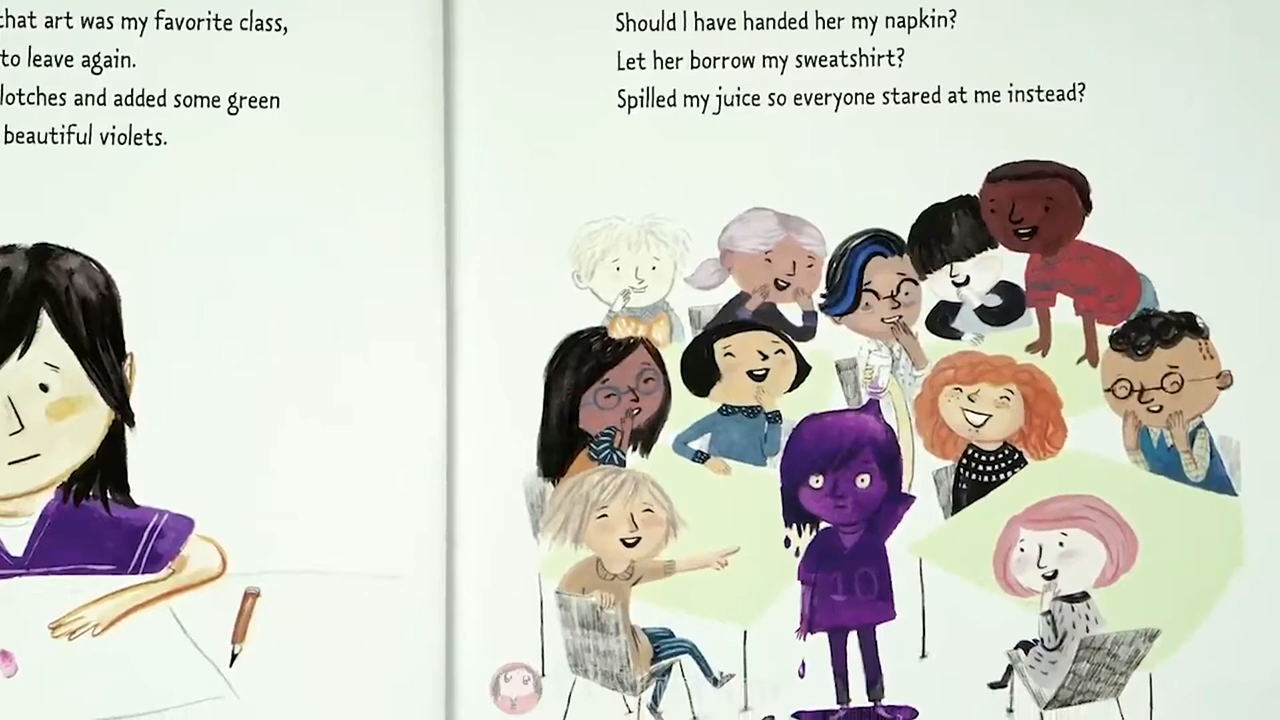 that art was my favorite class,
to leave again.
lotches and added some green
beautiful violets.
Should I have handed her my napkin?
Let her borrow my sweatshirt?
Spilled my juice so everyone stared at me instead?
10